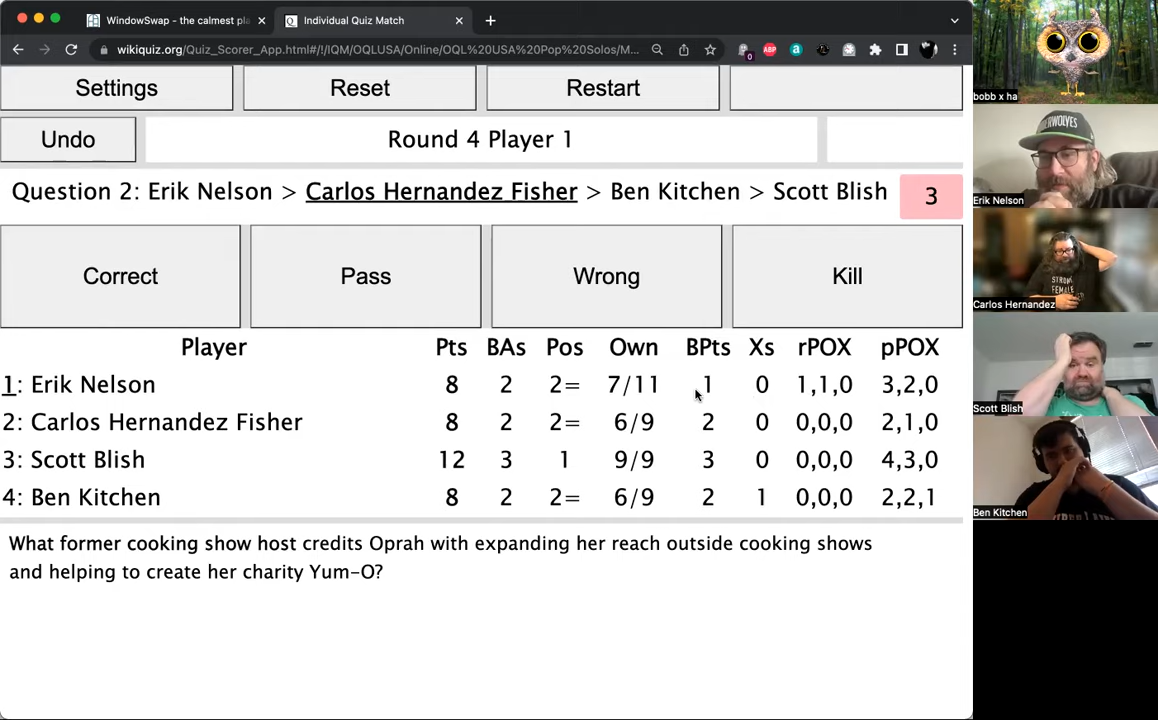 WindowSwap - the calmest pl
Individual Quiz Match
wikiquiz.org/Quiz_Scorer_App.html#/!/IQM/OQLUSA/Online/OQL%20USA%20Pop%20Solos/M...
0
ABP
a
Settings
Reset
Restart
Undo
Round 4 Player 1
Question 2: Erik Nelson > Carlos Hernandez Fisher > Ben Kitchen > Scott Blish
3
Correct
Pass
Wrong
Kill
Player Pts BAs Pos Own BPts Xs rPOX pPOX
1: Erik Nelson 8 2 2= 7/11 1 0 1,1,0 3,2,0
2: Carlos Hernandez Fisher 8 2 2= 6/9 2 0 0,0,0 2,1,0
3: Scott Blish 12 3 1 9/9 3 0 0,0,0 4,3,0
4: Ben Kitchen 8 2 2= 6/9 2 1 0,0,0 2,2,1
What former cooking show host credits Oprah with expanding her reach outside cooking shows
and helping to create her charity Yum-O?
bobb x ha
Erik Nelson
STRONG
FEMALE
Carlos Hernandez
Scott Blish
Ben Kitchen